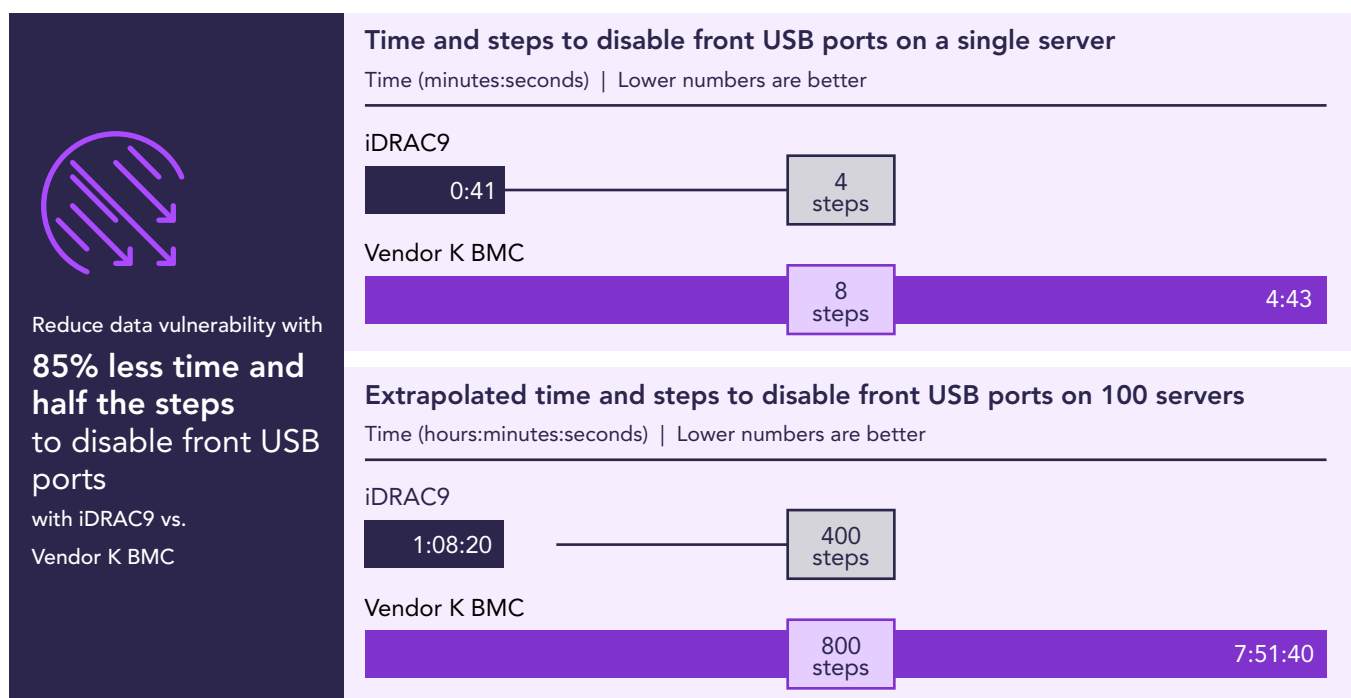 Reduce data vulnerability with
85% less time and
half the steps
to disable front USB
ports
with iDRAC9 vs.
Vendor K BMC
Time and steps to disable front USB ports on a single server
Time (minutes:seconds) | Lower numbers are better
iDRAC9
0:41
4
steps
Vendor K BMC
8
steps
4:43
Extrapolated time and steps to disable front USB ports on 100 servers
Time (hours:minutes:seconds) | Lower numbers are better
iDRAC9
1:08:20
400
steps
Vendor K BMC
800
steps
7:51:40